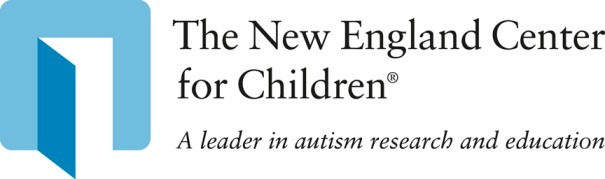 The New England Center
for Children®
A leader in autism research and education